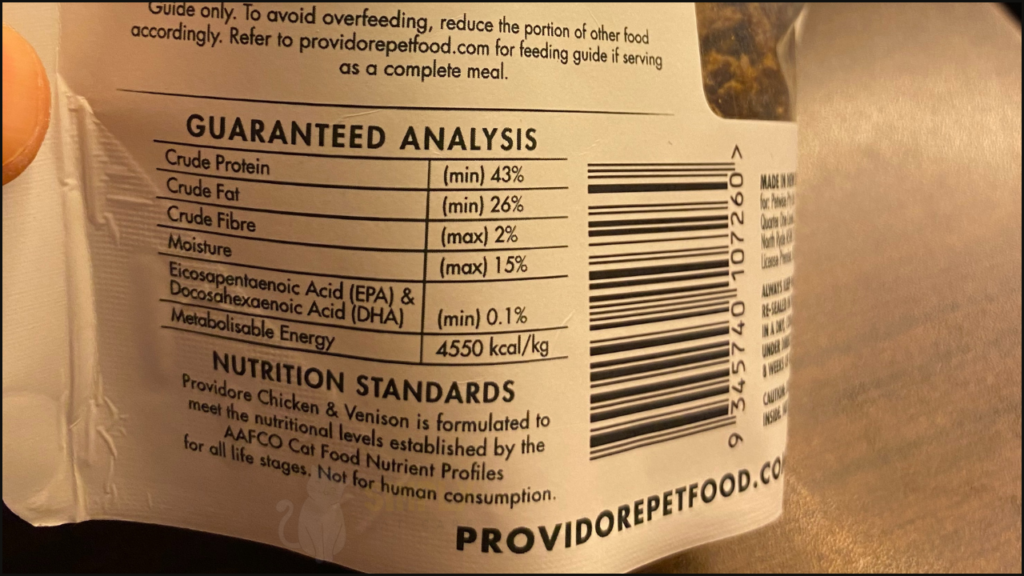 Guide only. To avoid overfeeding, reduce the portion of other food
accordingly. Refer to providorepetfood.com for feeding guide if serving
as a complete meal.
GUARANTEED ANALYSIS
Crude Protein (min) 43%
Crude Fat (min) 26%
Crude Fibre (max) 2%
Moisture (max) 15%
Eicosapentaenoic Acid (EPA) &
Docosahexaenoic Acid (DHA) (min) 0.1%
Metabolisable Energy 4550 kcal/kg
NUTRITION STANDARDS
Providore Chicken & Venison is formulated to
meet the nutritional levels established by the
AAFCO Cat Food Nutrient Profiles
for all life stages. Not for human consumption.
9 345740 107260 >
MADE IN
PROVIDOREPETFOOD.CO